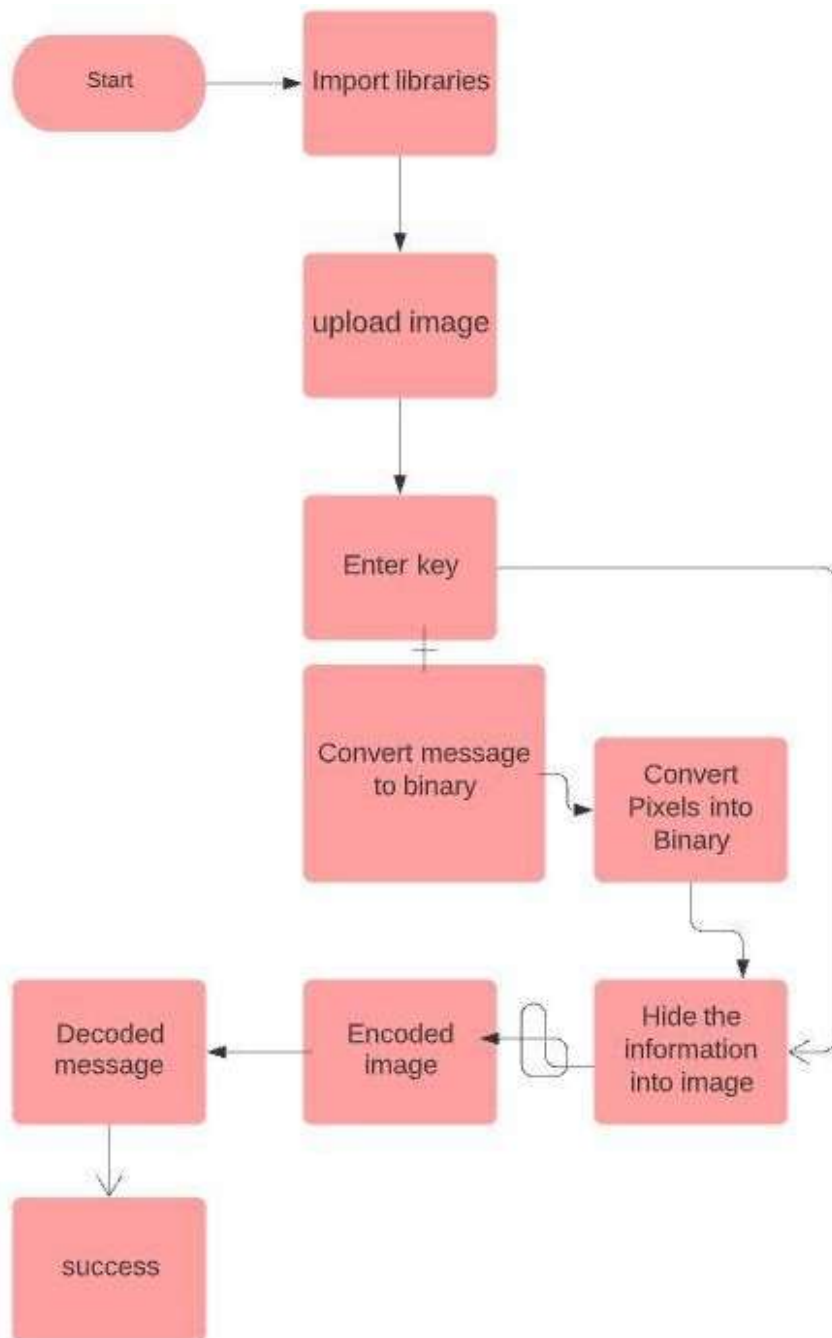 Start
Import libraries
upload image
Enter key
Convert message
to binary
Convert
Pixels into
Binary
Hide the
information
into image
Encoded
image
Decoded
message
success